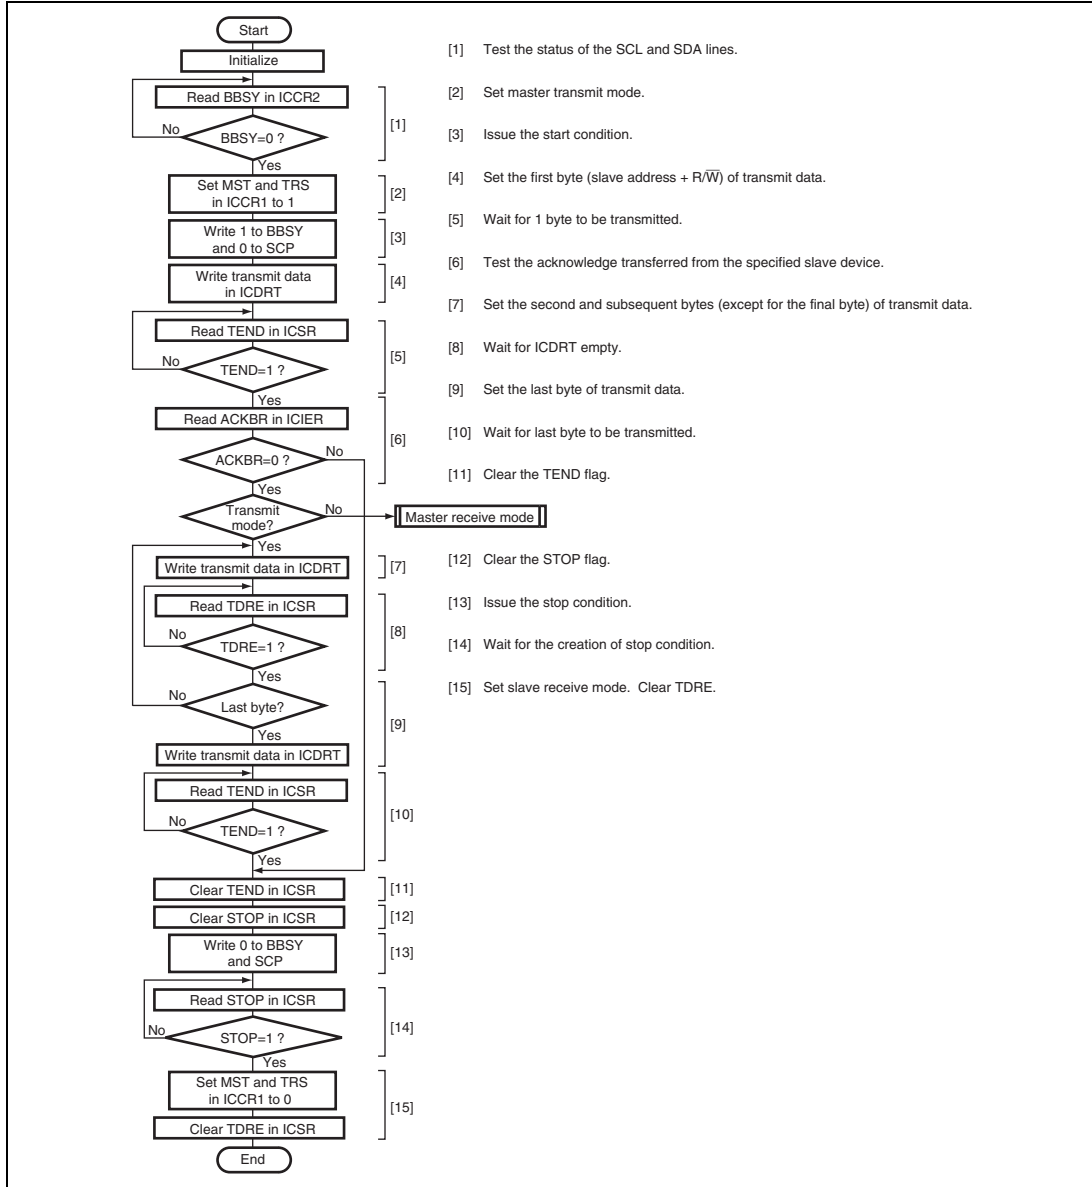 Start
Initialize
Read BBSY in ICCR2
BBSY=0 ?
No
Yes
[1]
Set MST and TRS
in ICCR1 to 1
[2]
Write 1 to BBSY
and 0 to SCP
[3]
Write transmit data
in ICDRT
[4]
Read TEND in ICSR
No
TEND=1 ?
Yes
[5]
Read ACKBR in ICIER
ACKBR=0 ?
No
Yes
[6]
Transmit
mode?
No
Master receive mode
Yes
Write transmit data in ICDRT
[7]
Read TDRE in ICSR
No
TDRE=1 ?
Yes
[8]
No
Last byte?
Yes
Write transmit data in ICDRT
[9]
Read TEND in ICSR
No
TEND=1 ?
Yes
[10]
Clear TEND in ICSR
[11]
Clear STOP in ICSR
[12]
Write 0 to BBSY
and SCP
[13]
Read STOP in ICSR
No
STOP=1 ?
Yes
[14]
Set MST and TRS
in ICCR1 to 0
Clear TDRE in ICSR
[15]
End
[1] Test the status of the SCL and SDA lines.
[2] Set master transmit mode.
[3] Issue the start condition.
[4] Set the first byte (slave address + R/W̅) of transmit data.
[5] Wait for 1 byte to be transmitted.
[6] Test the acknowledge transferred from the specified slave device.
[7] Set the second and subsequent bytes (except for the final byte) of transmit data.
[8] Wait for ICDRT empty.
[9] Set the last byte of transmit data.
[10] Wait for last byte to be transmitted.
[11] Clear the TEND flag.
[12] Clear the STOP flag.
[13] Issue the stop condition.
[14] Wait for the creation of stop condition.
[15] Set slave receive mode. Clear TDRE.